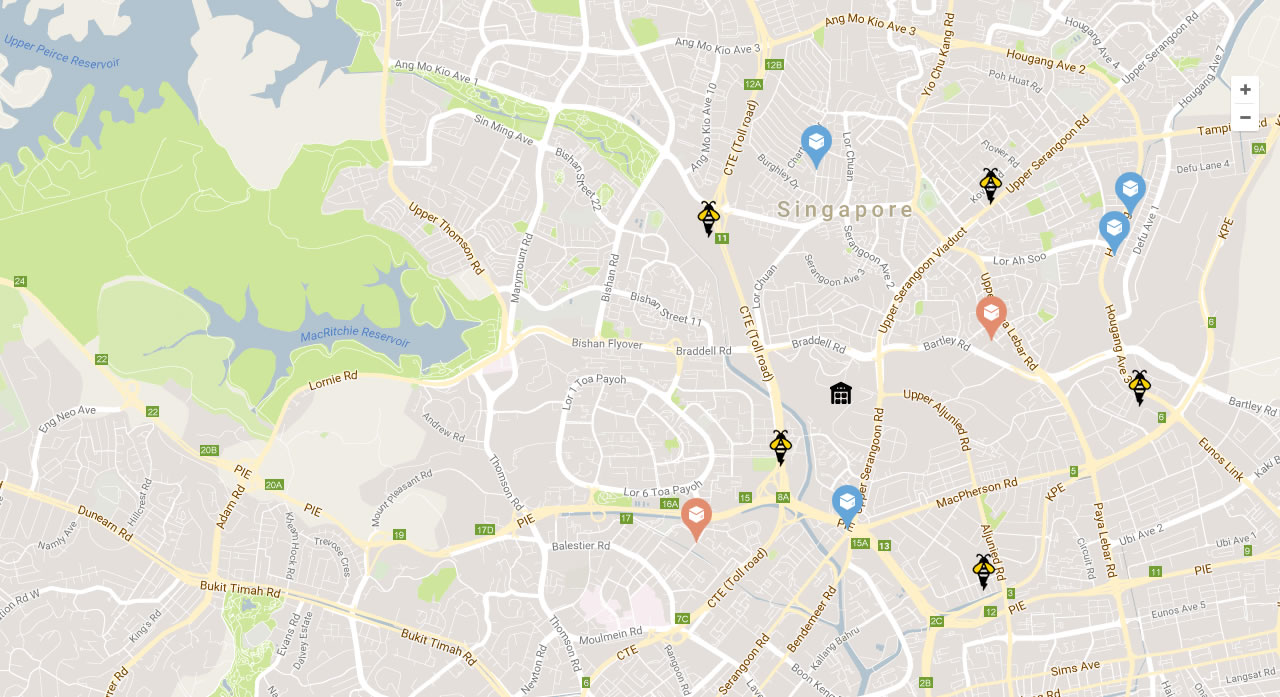 Upper Peirce Reservoir
Ang Mo Kio Ave 3
Ang Mo Kio Ave 3
Yio Chu Kang Rd
Hougang Ave 4
Upper Serangoon Rd
Hougang Ave 2
Hougang Ave 7
12B
12A
Ang Mo Kio Ave 1
Poh Huat Rd
+
−
Sin Ming Ave
Ang Mo Kio Ave 10
CTE (Toll road)
Lor Chuan
Burghley Dr
Flower Rd
Upper Serangoon Rd
9A
Defu Lane 4
Bishan Street 22
Singapore
Upper Thomson Rd
11
Defu Ave 1
KPE
Marymount Rd
Bishan Rd
Serangoon Ave 2
Serangoon Ave 3
Upper Serangoon Viaduct
Lor Ah Soo
24
Lor Chuan
Bishan Street 11
MacRitchie Reservoir
CTE (Toll road)
Hougang Ave 3
6
Bishan Flyover
Braddell Rd
Braddell Rd
Bartley Rd
22
Lornie Rd
Lor 1 Toa Payoh
Upper Aljunied Rd
Bartley Rd
Eng Neo Ave
22
Andrew Rd
6
20B
PIE
Upper Serangoon Rd
Eunos Link
Kaki B
20A
Thomson Rd
Lor 6 Toa Payoh
5
MacPherson Rd
KPE
Hillcrest Rd
Adam Rd
PIE
Mount Pleasant Rd
16A
15
8A
Dunearn Rd
17D
PIE
17
PIE
Namly Ave
Kheam Hock Rd
Trevose Cres
19
Balestier Rd
15A
13
Aljunied Rd
Circuit Rd
Paya Lebar Rd
Ubi Ave 2
Ubi Ave 1
9
11
PIE
Bukit Timah Rd
CTE (Toll road)
3
12
PIE
King's Rd
Evans Rd
Dalvey Estate
Bukit Timah Rd
Thomson Rd
Moulmein Rd
7C
Bendemeer Rd
2C
Eunos Ave 5
Newton Rd
CTE
Rangoon Rd
Serangoon Rd
Kallang Bahru
Boon Keng
Sims Ave
Langsat Rd
6
2B